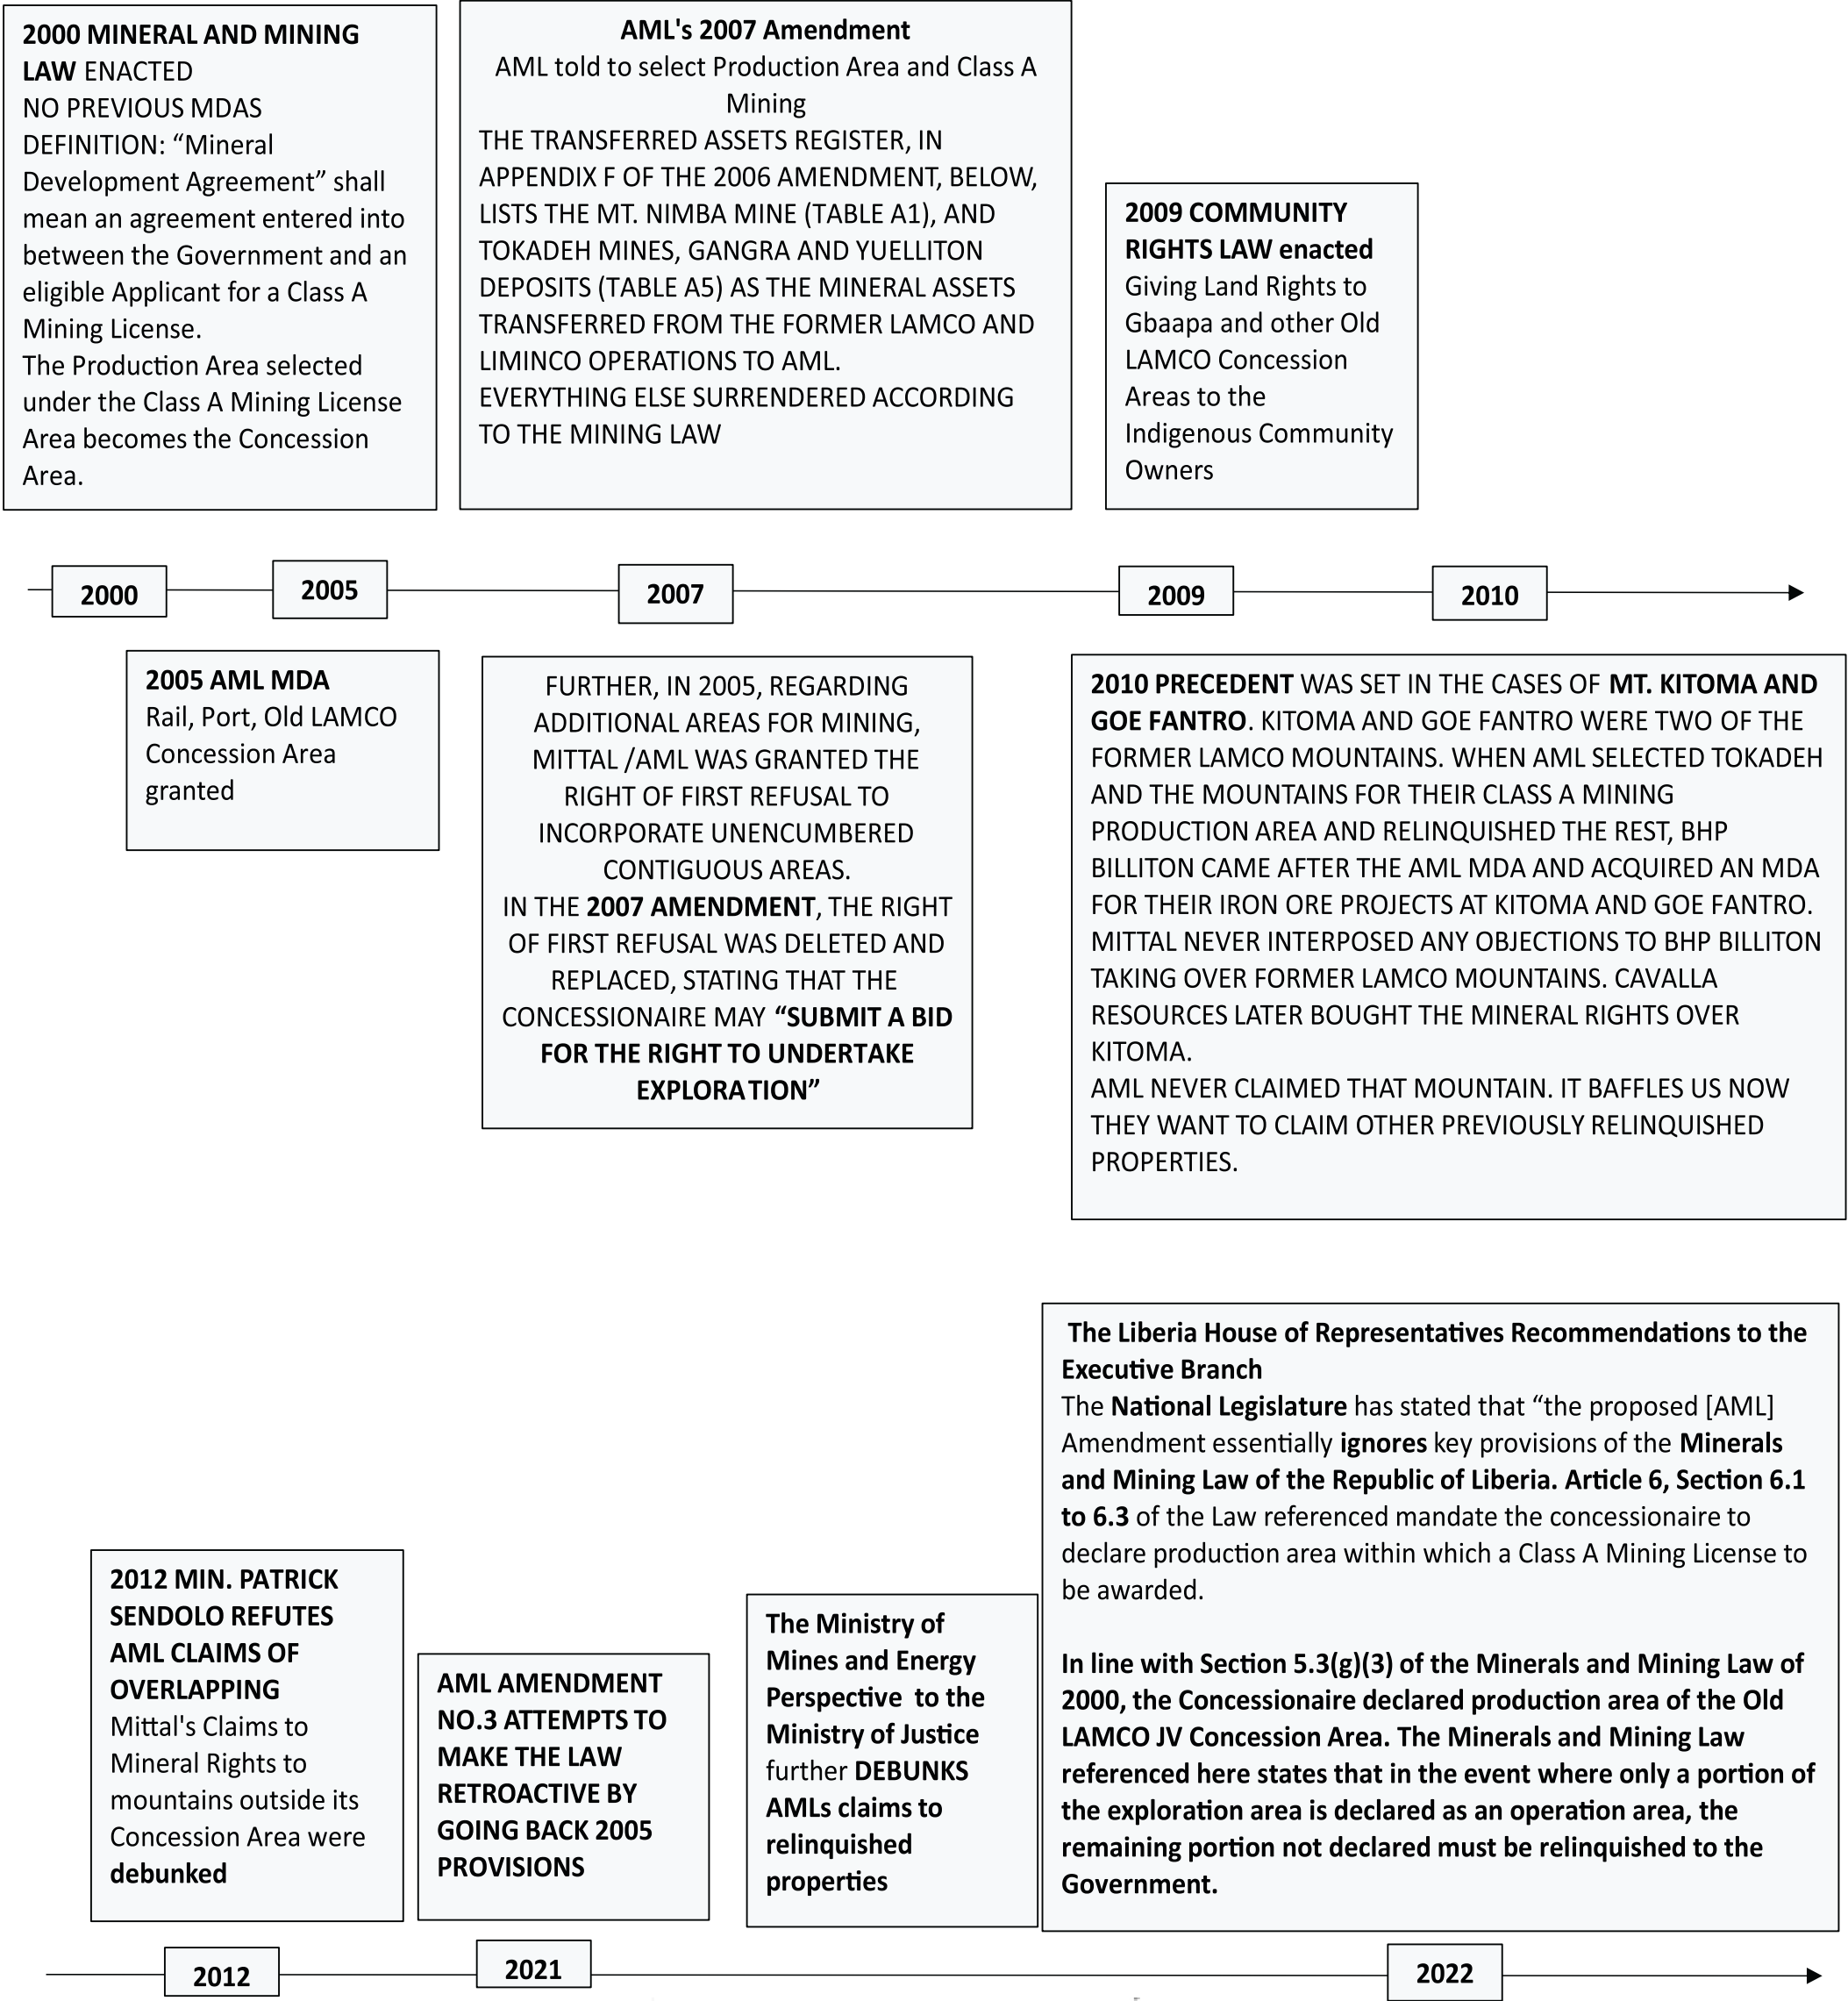 2000 MINERAL AND MINING
LAW ENACTED
NO PREVIOUS MDAS
DEFINITION: “Mineral
Development Agreement” shall
mean an agreement entered into
between the Government and an
eligible Applicant for a Class A
Mining License.
The Production Area selected
under the Class A Mining License
Area becomes the Concession
Area.
AML's 2007 Amendment
AML told to select Production Area and Class A
Mining
THE TRANSFERRED ASSETS REGISTER, IN
APPENDIX F OF THE 2006 AMENDMENT, BELOW,
LISTS THE MT. NIMBA MINE (TABLE A1), AND
TOKADEH MINES, GANGRA AND YUELLITON
DEPOSITS (TABLE A5) AS THE MINERAL ASSETS
TRANSFERRED FROM THE FORMER LAMCO AND
LIMINCO OPERATIONS TO AML.
EVERYTHING ELSE SURRENDERED ACCORDING
TO THE MINING LAW
2009 COMMUNITY
RIGHTS LAW enacted
Giving Land Rights to
Gbaapa and other Old
LAMCO Concession
Areas to the
Indigenous Community
Owners
2000
2005
2007
2009
2010
2005 AML MDA
Rail, Port, Old LAMCO
Concession Area
granted
FURTHER, IN 2005, REGARDING
ADDITIONAL AREAS FOR MINING,
MITTAL /AML WAS GRANTED THE
RIGHT OF FIRST REFUSAL TO
INCORPORATE UNENCUMBERED
CONTIGUOUS AREAS.
IN THE 2007 AMENDMENT, THE RIGHT
OF FIRST REFUSAL WAS DELETED AND
REPLACED, STATING THAT THE
CONCESSIONAIRE MAY “SUBMIT A BID
FOR THE RIGHT TO UNDERTAKE
EXPLORATION”
2010 PRECEDENT WAS SET IN THE CASES OF MT. KITOMA AND
GOE FANTRO. KITOMA AND GOE FANTRO WERE TWO OF THE
FORMER LAMCO MOUNTAINS. WHEN AML SELECTED TOKADEH
AND THE MOUNTAINS FOR THEIR CLASS A MINING
PRODUCTION AREA AND RELINQUISHED THE REST, BHP
BILLITON CAME AFTER THE AML MDA AND ACQUIRED AN MDA
FOR THEIR IRON ORE PROJECTS AT KITOMA AND GOE FANTRO.
MITTAL NEVER INTERPOSED ANY OBJECTIONS TO BHP BILLITON
TAKING OVER FORMER LAMCO MOUNTAINS. CAVALLA
RESOURCES LATER BOUGHT THE MINERAL RIGHTS OVER
KITOMA.
AML NEVER CLAIMED THAT MOUNTAIN. IT BAFFLES US NOW
THEY WANT TO CLAIM OTHER PREVIOUSLY RELINQUISHED
PROPERTIES.
2012 MIN. PATRICK
SENDOLO REFUTES
AML CLAIMS OF
OVERLAPPING
Mittal's Claims to
Mineral Rights to
mountains outside its
Concession Area were
debunked
AML AMENDMENT
NO.3 ATTEMPTS TO
MAKE THE LAW
RETROACTIVE BY
GOING BACK 2005
PROVISIONS
The Ministry of
Mines and Energy
Perspective to the
Ministry of Justice
further DEBUNKS
AMLs claims to
relinquished
properties
The Liberia House of Representatives Recommendations to the
Executive Branch
The National Legislature has stated that “the proposed [AML]
Amendment essentially ignores key provisions of the Minerals
and Mining Law of the Republic of Liberia. Article 6, Section 6.1
to 6.3 of the Law referenced mandate the concessionaire to
declare production area within which a Class A Mining License to
be awarded.
In line with Section 5.3(g)(3) of the Minerals and Mining Law of
2000, the Concessionaire declared production area of the Old
LAMCO JV Concession Area. The Minerals and Mining Law
referenced here states that in the event where only a portion of
the exploration area is declared as an operation area, the
remaining portion not declared must be relinquished to the
Government.
2012
2021
2022